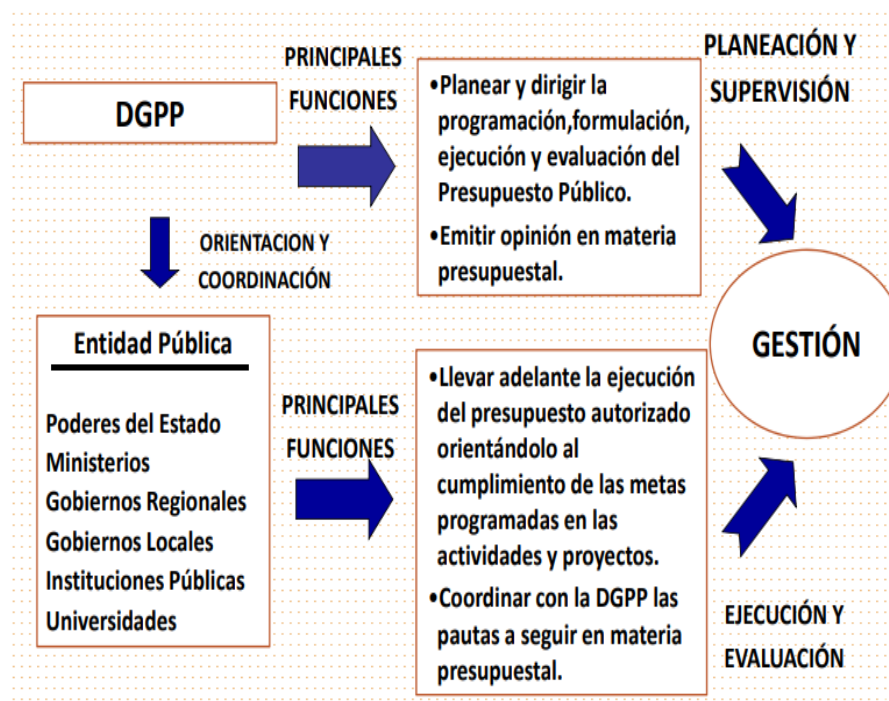 DGPP
PRINCIPALES
FUNCIONES
•Planear y dirigir la
programación,formulación,
ejecución y evaluación del
Presupuesto Público.
•Emitir opinión en materia
presupuestal.
PLANEACIÓN Y
SUPERVISIÓN
ORIENTACION Y
COORDINACIÓN
GESTIÓN
Entidad Pública
Poderes del Estado
Ministerios
Gobiernos Regionales
Gobiernos Locales
Instituciones Públicas
Universidades
PRINCIPALES
FUNCIONES
•Llevar adelante la ejecución
del presupuesto autorizado
orientándolo al
cumplimiento de las metas
programadas en las
actividades y proyectos.
•Coordinar con la DGPP las
pautas a seguir en materia
presupuestal.
EJECUCIÓN Y
EVALUACIÓN